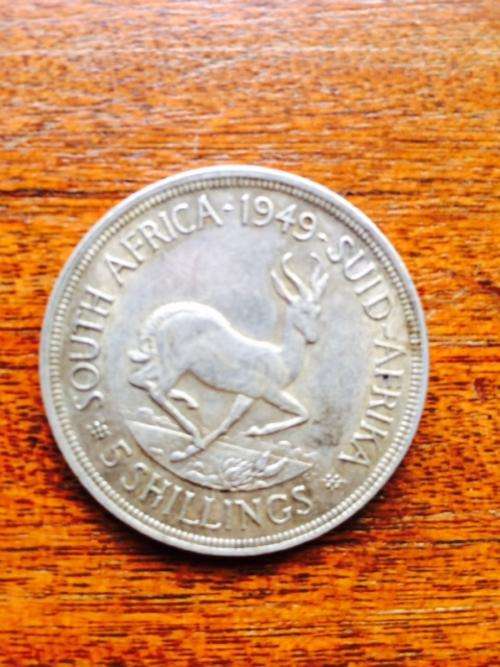 SOUTH AFRICA · 1949 · SUID-AFRIKA
5 SHILLINGS